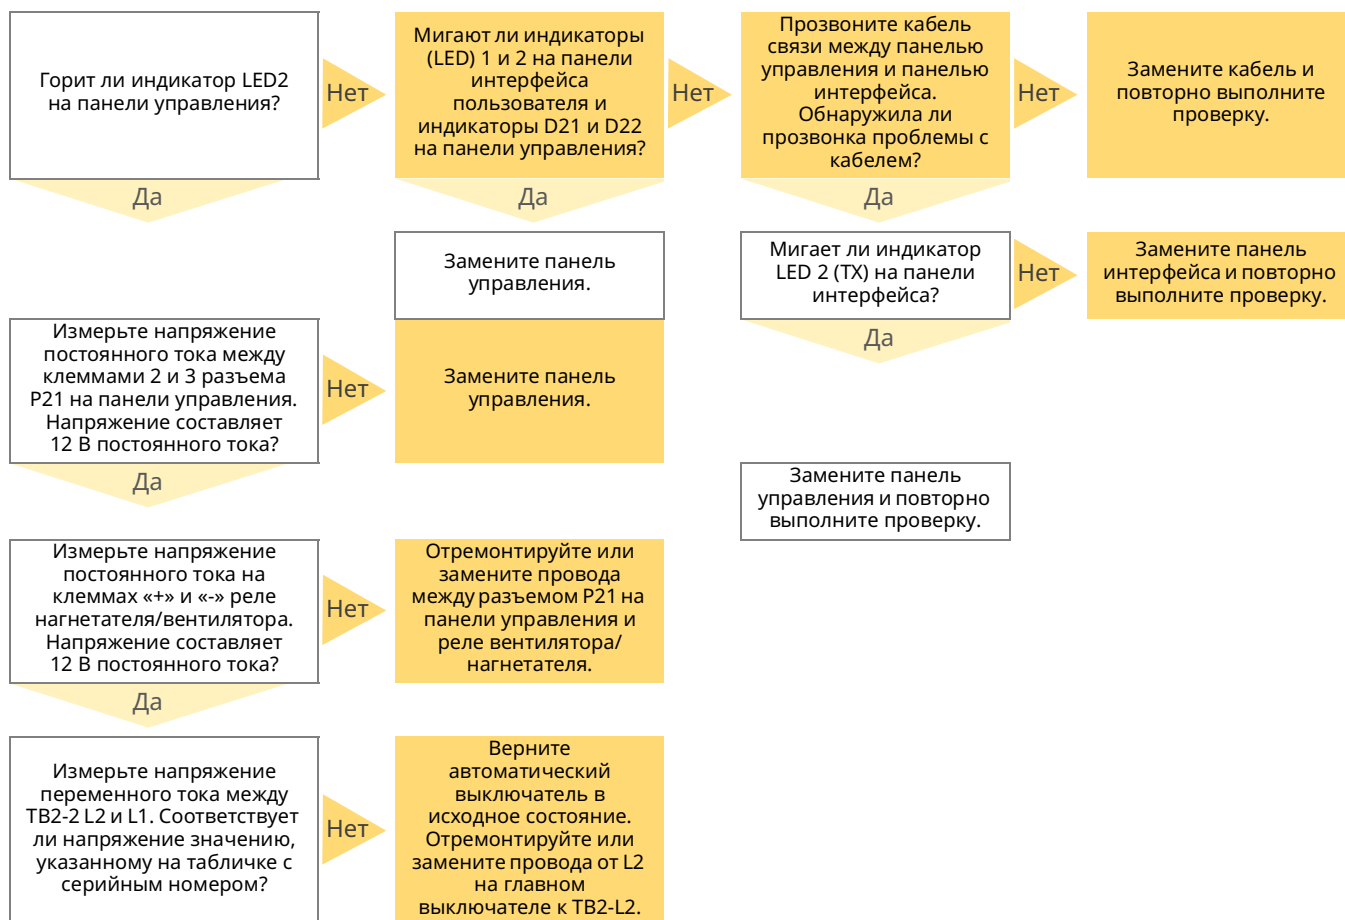 Горит ли индикатор LED2
на панели управления?
Нет
Мигают ли индикаторы
(LED) 1 и 2 на панели
интерфейса
пользователя и
индикаторы D21 и D22
на панели управления?
Нет
Прозвоните кабель
связи между панелью
управления и панелью
интерфейса.
Обнаружила ли
прозвонка проблемы с
кабелем?
Нет
Замените кабель и
повторно выполните
проверку.
Да
Да
Да
Замените панель
управления.
Мигает ли индикатор
LED 2 (TX) на панели
интерфейса?
Нет
Замените панель
интерфейса и повторно
выполните проверку.
Да
Измерьте напряжение
постоянного тока между
клеммами 2 и 3 разъема
P21 на панели управления.
Напряжение составляет
12 В постоянного тока?
Нет
Замените панель
управления.
Да
Замените панель
управления и повторно
выполните проверку.
Измерьте напряжение
постоянного тока на
клеммах «+» и «-» реле
нагнетателя/вентилятора.
Напряжение составляет
12 В постоянного тока?
Нет
Отремонтируйте или
замените провода
между разъемом P21 на
панели управления и
реле вентилятора/
нагнетателя.
Да
Измерьте напряжение
переменного тока между
TB2-2 L2 и L1. Соответствует
ли напряжение значению,
указанному на табличке с
серийным номером?
Нет
Верните
автоматический
выключатель в
исходное состояние.
Отремонтируйте или
замените провода от L2
на главном
выключателе к TB2-L2.